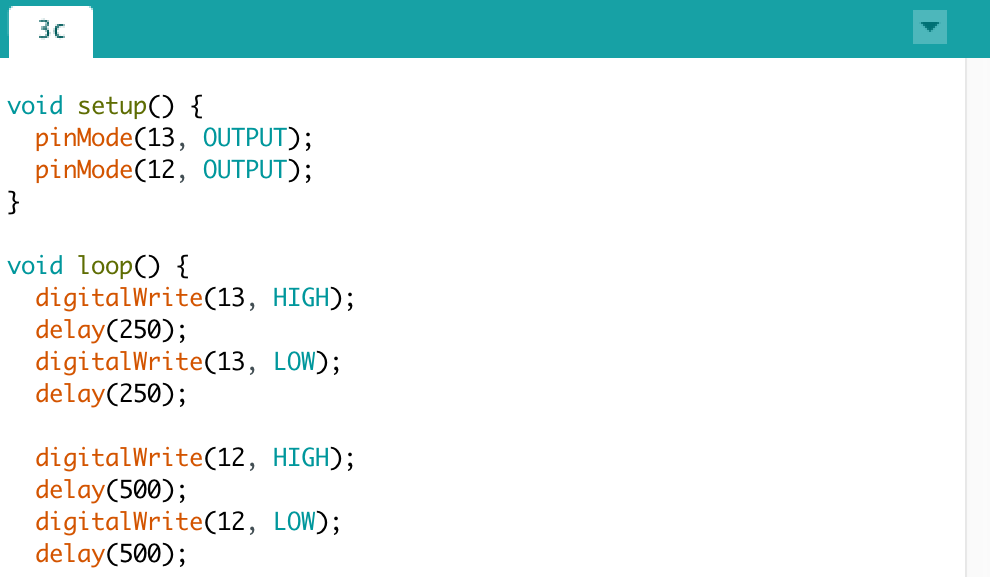 3c
void setup() {
  pinMode(13, OUTPUT);
  pinMode(12, OUTPUT);
}
void loop() {
  digitalWrite(13, HIGH);
  delay(250);
  digitalWrite(13, LOW);
  delay(250);
  digitalWrite(12, HIGH);
  delay(500);
  digitalWrite(12, LOW);
  delay(500);